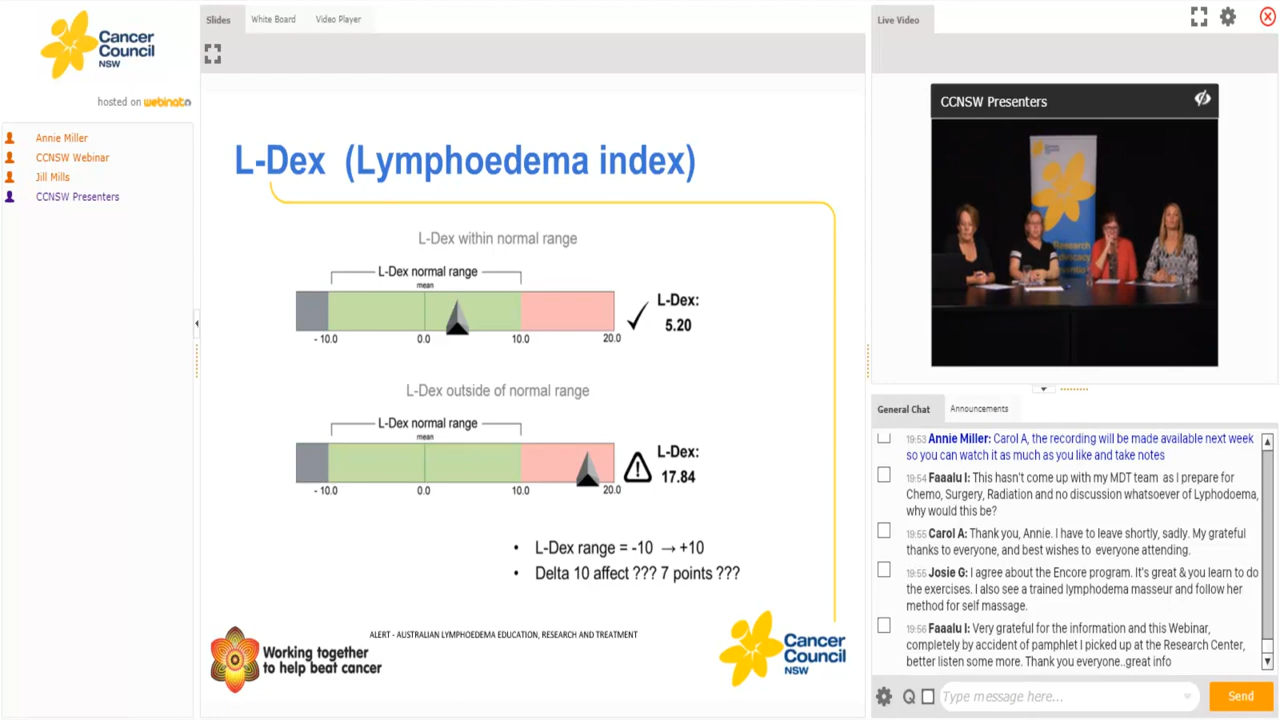 Cancer
Council
NSW
hosted on webinato
Annie Miller
CCNSW Webinar
Jill Mills
CCNSW Presenters
Slides
White Board
Video Player
L-Dex (Lymphoedema index)
L-Dex within normal range
L-Dex normal range
mean
- 10.0
0.0
10.0
20.0
L-Dex:
5.20
L-Dex outside of normal range
L-Dex normal range
mean
- 10.0
0.0
10.0
20.0
L-Dex:
17.84
• L-Dex range = -10 → +10
• Delta 10 affect ??? 7 points ???
ALERT - AUSTRALIAN LYMPHOEDEMA EDUCATION, RESEARCH AND TREATMENT
Working together
to help beat cancer
Cancer
Council
NSW
Live Video
CCNSW Presenters
Research
Advocacy
General Chat
Announcements
19:53 Annie Miller: Carol A, the recording will be made available next week
so you can watch it as much as you like and take notes
19:54 Faaalu I: This hasn't come up with my MDT team as I prepare for
Chemo, Surgery, Radiation and no discussion whatsoever of Lyphodoema,
why would this be?
19:55 Carol A: Thank you, Annie. I have to leave shortly, sadly. My grateful
thanks to everyone, and best wishes to everyone attending.
19:55 Josie G: I agree about the Encore program. It's great & you learn to do
the exercises. I also see a trained lymphodema masseur and follow her
method for self massage.
19:56 Faaalu I: Very grateful for the information and this Webinar,
completely by accident of pamphlet I picked up at the Research Center,
better listen some more. Thank you everyone..great info
Q
Type message here...
Send